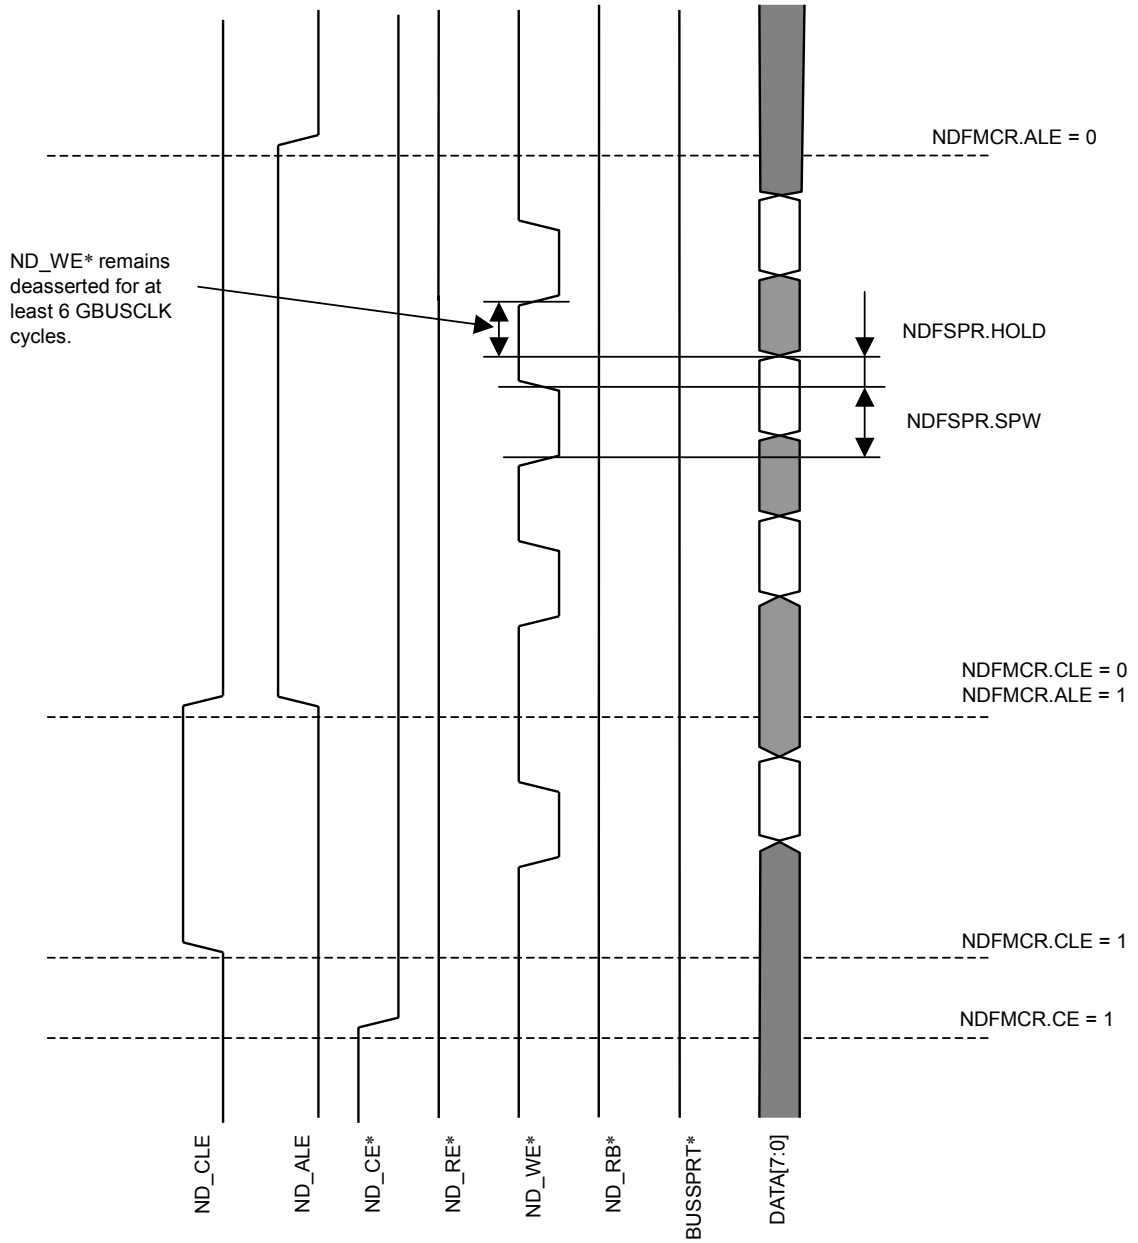 NDFMCR.ALE = 0
ND_WE* remains
deasserted for at
least 6 GBUSCLK
cycles.
NDFSPR.HOLD
NDFSPR.SPW
NDFMCR.CLE = 0
NDFMCR.ALE = 1
NDFMCR.CLE = 1
NDFMCR.CE = 1
ND_CLE
ND_ALE
ND_CE*
ND_RE*
ND_WE*
ND_RB*
BUSSPRT*
DATA[7:0]